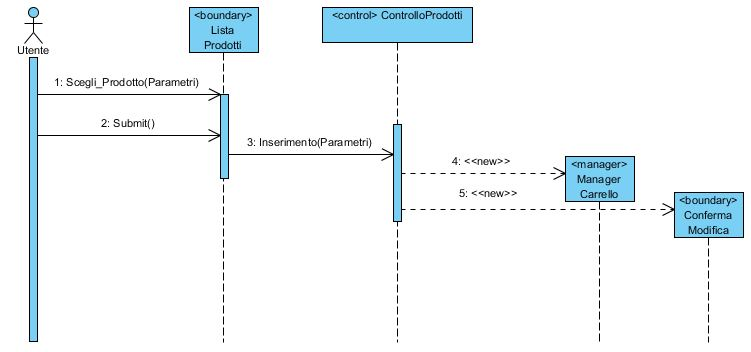 Utente
<boundary>
Lista
Prodotti
<control> ControlloProdotti
1: Scegli_Prodotto(Parametri)
2: Submit()
3: Inserimento(Parametri)
4: <<new>>
<manager>
Manager
Carrello
5: <<new>>
<boundary>
Conferma
Modifica